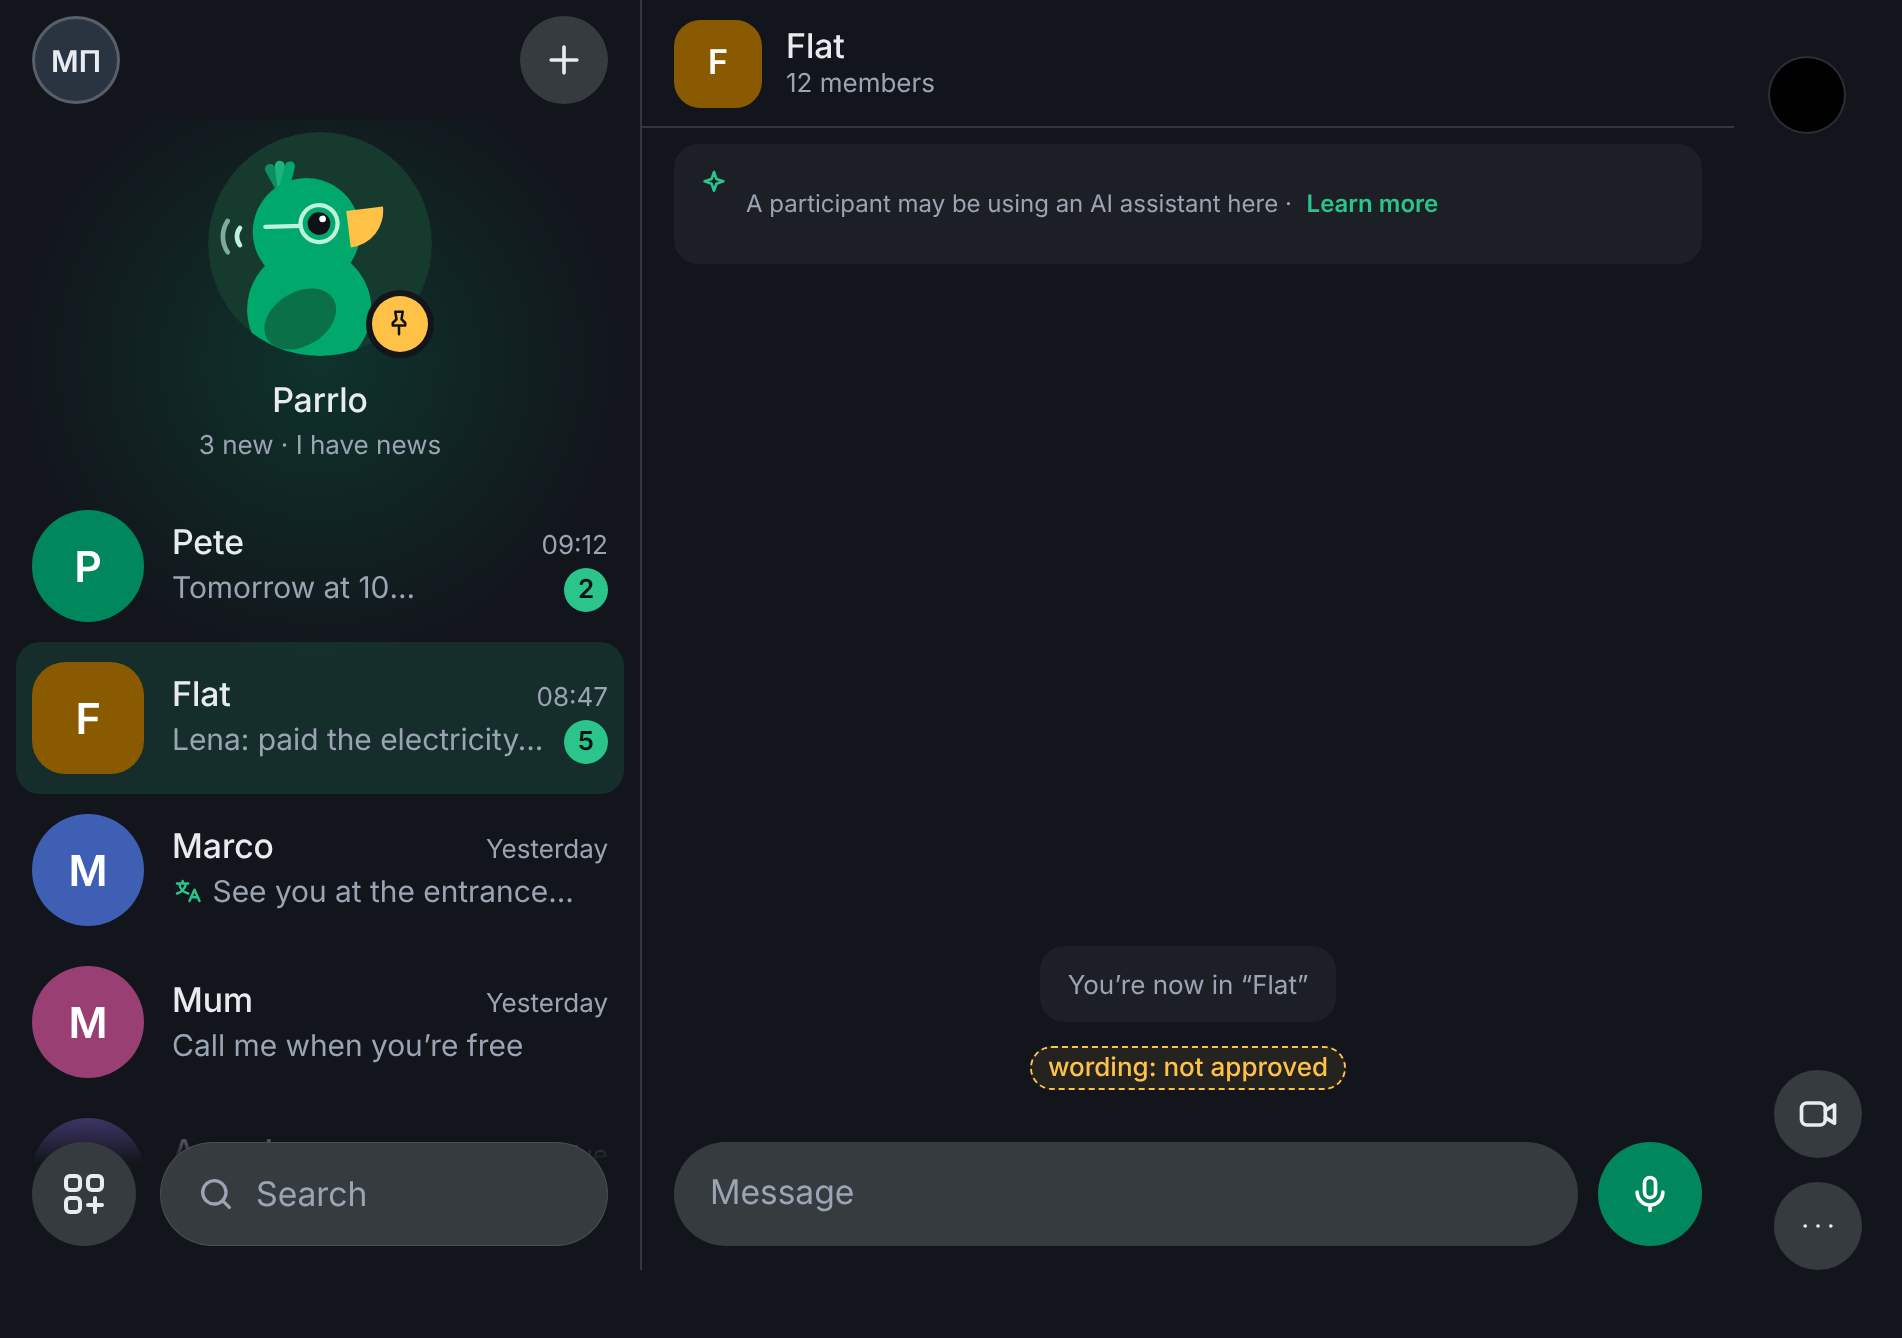 МП
Parrlo
3 new · I have news
P
Pete
09:12
Tomorrow at 10...
2
F
Flat
08:47
Lena: paid the electricity...
5
M
Marco
Yesterday
See you at the entrance...
M
Mum
Yesterday
Call me when you’re free
Search
F
Flat
12 members
A participant may be using an AI assistant here · Learn more
You’re now in “Flat”
wording: not approved
Message